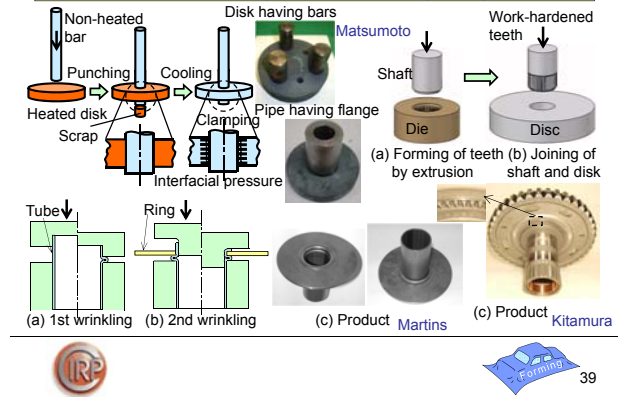 Non-heated
bar
Punching
Cooling
Heated disk
Scrap
Clamping
Interfacial pressure
Disk having bars
Matsumoto
Pipe having flange
Shaft
Die
Work-hardened
teeth
Disc
(a) Forming of teeth
by extrusion
(b) Joining of
shaft and disk
Tube
Ring
(a) 1st wrinkling
(b) 2nd wrinkling
(c) Product
Martins
(c) Product
Kitamura
CIRP
Forming
39